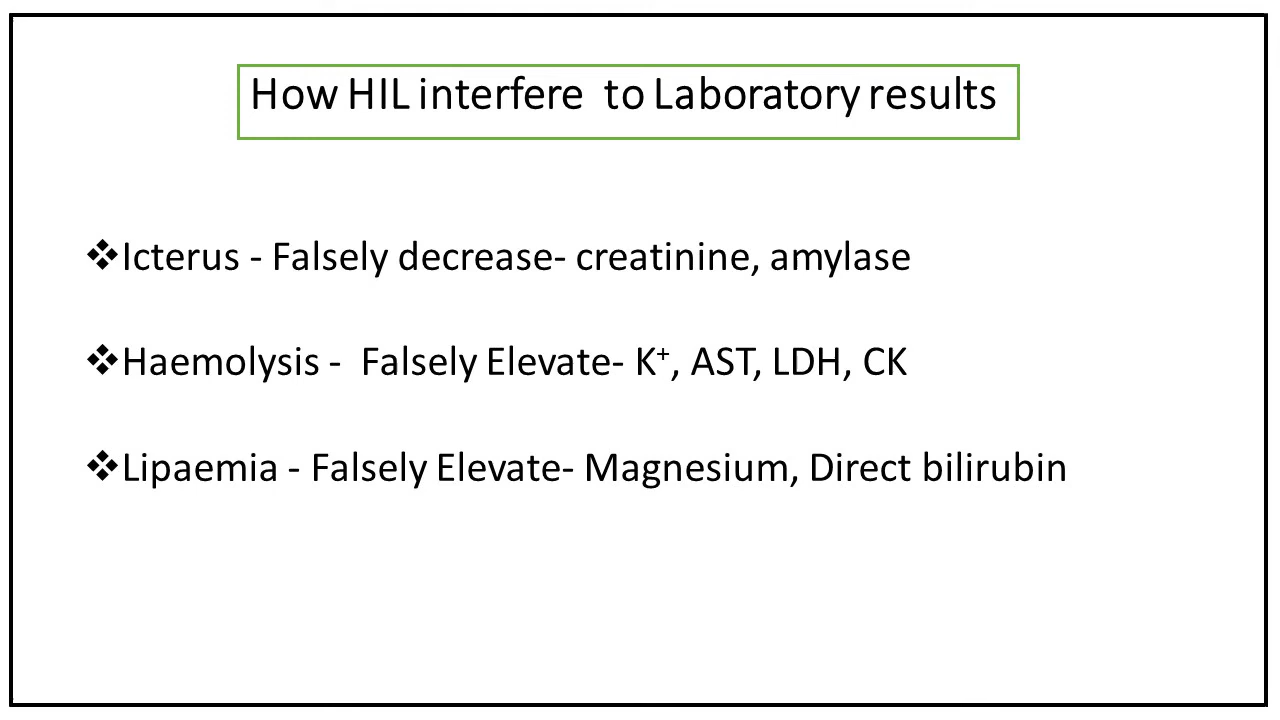 How HIL interfere to Laboratory results
❖Icterus - Falsely decrease- creatinine, amylase
❖Haemolysis - Falsely Elevate- K⁺, AST, LDH, CK
❖Lipaemia - Falsely Elevate- Magnesium, Direct bilirubin